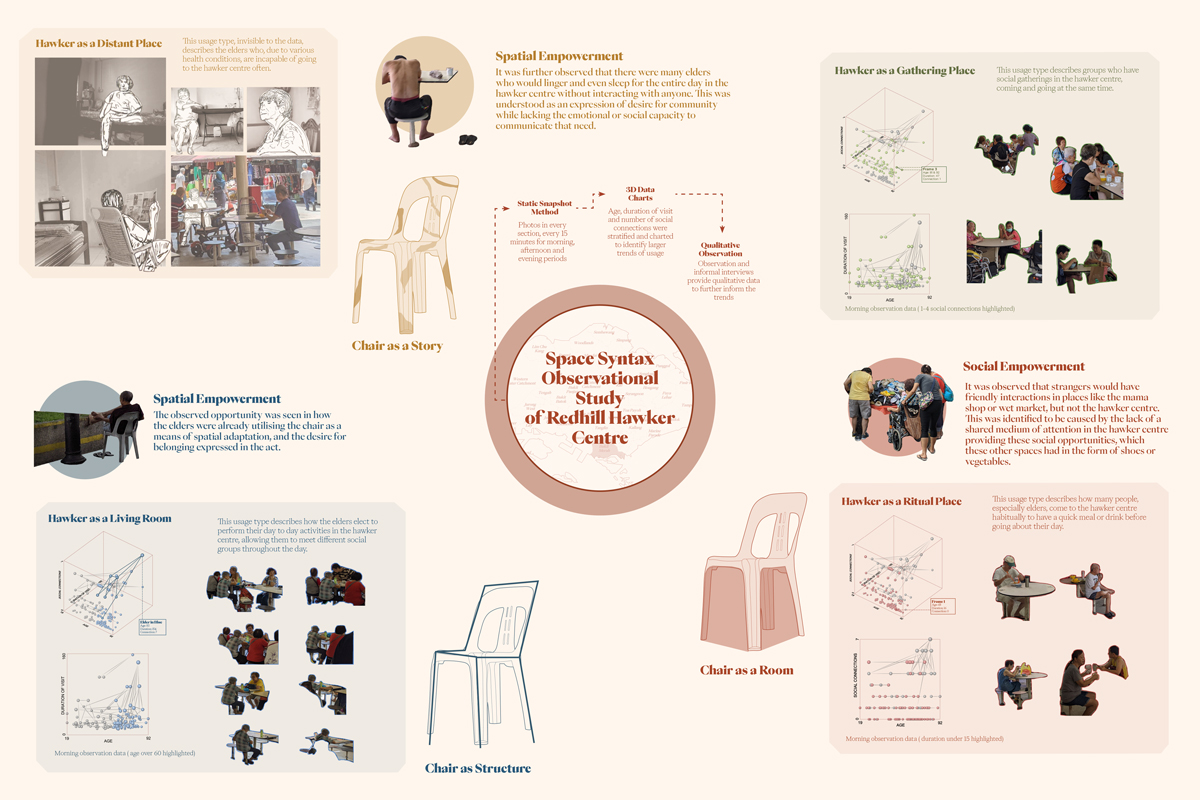 Hawker as a Distant Place
This usage type, invisible to the data,
describes the elders who, due to various
health conditions, are incapable of going
to the hawker centre often.
Spatial Empowerment
It was further observed that there were many elders
who would linger and even sleep for the entire day in the
hawker centre without interacting with anyone. This was
understood as an expression of desire for community
while lacking the emotional or social capacity to
communicate that need.
Hawker as a Gathering Place
This usage type describes groups who have
social gatherings in the hawker centre,
coming and going at the same time.
SOCIAL CONNECTIONS
DURATION OF VISIT
AGE
19
92
Morning observation data ( 1-4 social connections highlighted)
Static Snapshot
Method
Photos in every
section, every 15
minutes for morning,
afternoon and
evening periods
3D Data
Charts
Age, duration of visit
and number of social
connections were
stratified and charted
to identify larger
trends of usage
Qualitative
Observation
Observation and
informal interviews
provide qualitative data
to further inform the
trends
Chair as a Story
Space Syntax
Observational
Study
of Redhill Hawker
Centre
Spatial Empowerment
The observed opportunity was seen in how
the elders were already utilising the chair as a
means of spatial adaptation, and the desire for
belonging expressed in the act.
Social Empowerment
It was observed that strangers would have
friendly interactions in places like the mama
shop or wet market, but not the hawker centre.
This was identified to be caused by the lack of a
shared medium of attention in the hawker centre
providing these social opportunities, which
these other spaces had in the form of shoes or
vegetables.
Hawker as a Living Room
This usage type describes how the elders elect to
perform their day to day activities in the hawker
centre, allowing them to meet different social
groups throughout the day.
SOCIAL CONNECTIONS
Elder in Blue
DURATION OF VISIT
AGE
19
92
Morning observation data ( age over 60 highlighted)
Chair as Structure
Chair as a Room
Hawker as a Ritual Place
This usage type describes how many people,
especially elders, come to the hawker centre
habitually to have a quick meal or drink before
going about their day.
SOCIAL CONNECTIONS
SOCIAL CONNECTIONS
AGE
19
92
Morning observation data ( duration under 15 highlighted)